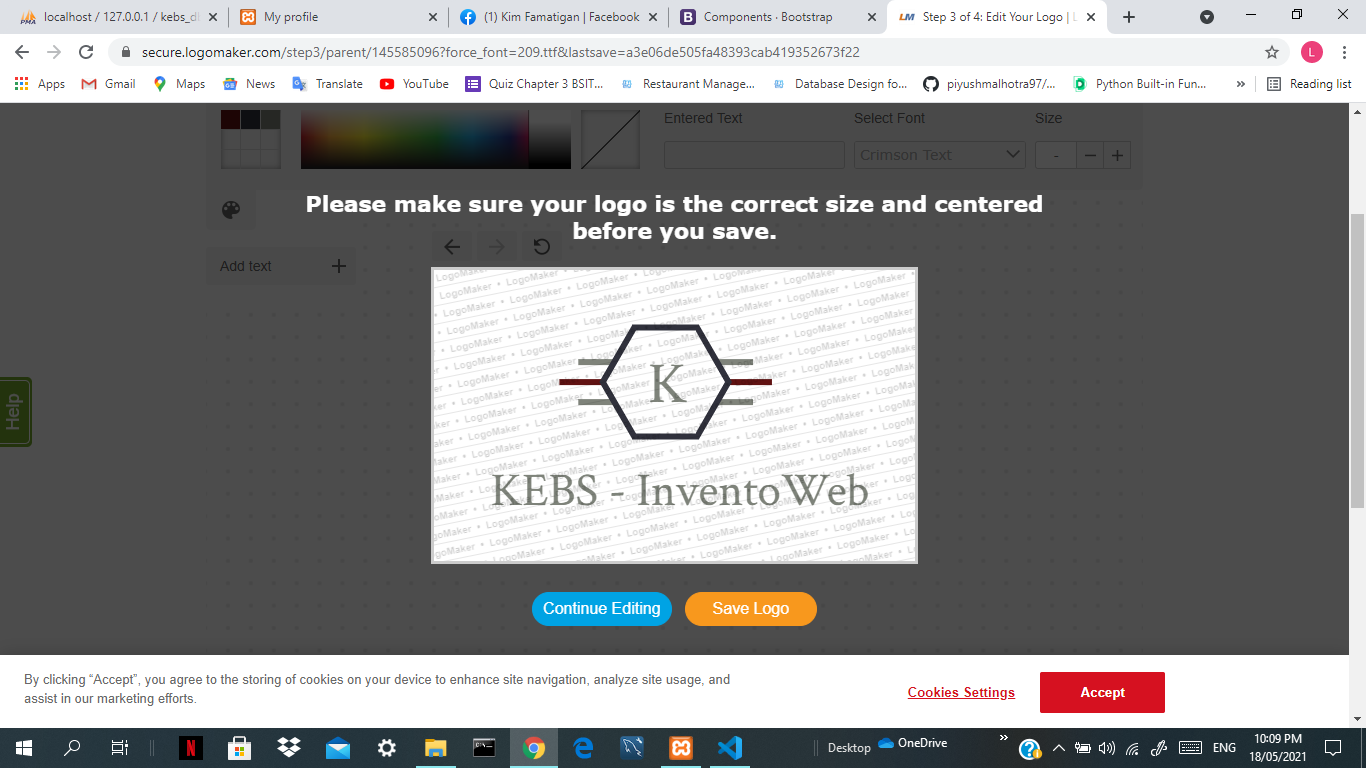 localhost / 127.0.0.1 / kebs_d
My profile
(1) Kim Famatigan | Facebook
Components · Bootstrap
Step 3 of 4: Edit Your Logo | L
secure.logomaker.com/step3/parent/145585096?force_font=209.ttf&lastsave=a3e06de505fa48393cab419352673f22
L
Apps
Gmail
Maps
News
Translate
YouTube
Quiz Chapter 3 BSIT...
Restaurant Manage...
Database Design fo...
piyushmalhotra97/...
Python Built-in Fun...
»
Reading list
Entered Text
Select Font
Size
Crimson Text
-
Please make sure your logo is the correct size and centered
before you save.
Add text
Help
LogoMaker • LogoMaker • LogoMaker • LogoMaker
K
KEBS - InventoWeb
Continue Editing
Save Logo
By clicking “Accept”, you agree to the storing of cookies on your device to enhance site navigation, analyze site usage, and
assist in our marketing efforts.
Cookies Settings
Accept
Desktop
OneDrive
»
ENG
10:09 PM
18/05/2021